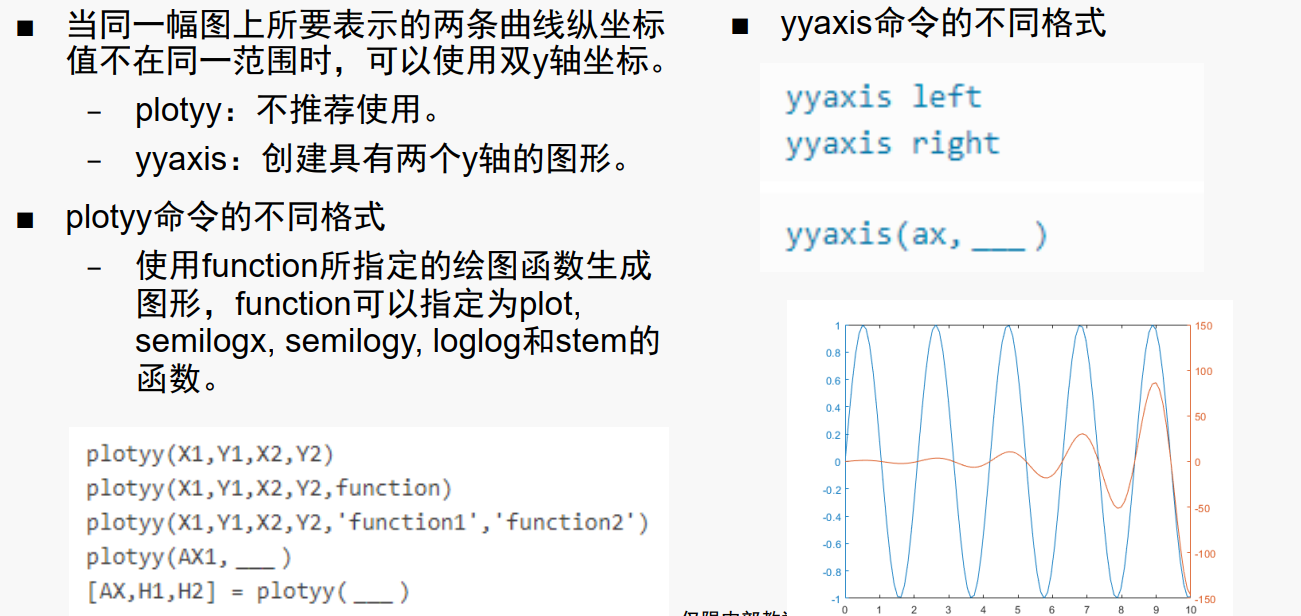 ■ 当同一幅图上所要表示的两条曲线纵坐标
值不在同一范围时，可以使用双y轴坐标。
– plotyy：不推荐使用。
– yyaxis：创建具有两个y轴的图形。
■ plotyy命令的不同格式
– 使用function所指定的绘图函数生成
图形，function可以指定为plot,
semilogx, semilogy, loglog和stem的
函数。
plotyy(X1,Y1,X2,Y2)
plotyy(X1,Y1,X2,Y2,function)
plotyy(X1,Y1,X2,Y2,'function1','function2')
plotyy(AX1,___)
[AX,H1,H2] = plotyy(___)
■ yyaxis命令的不同格式
yyaxis left
yyaxis right
yyaxis(ax,___)
1
0.8
0.6
0.4
0.2
0
-0.2
-0.4
-0.6
-0.8
-1
150
100
50
0
-50
-100
-150
0 1 2 3 4 5 6 7 8 9 10